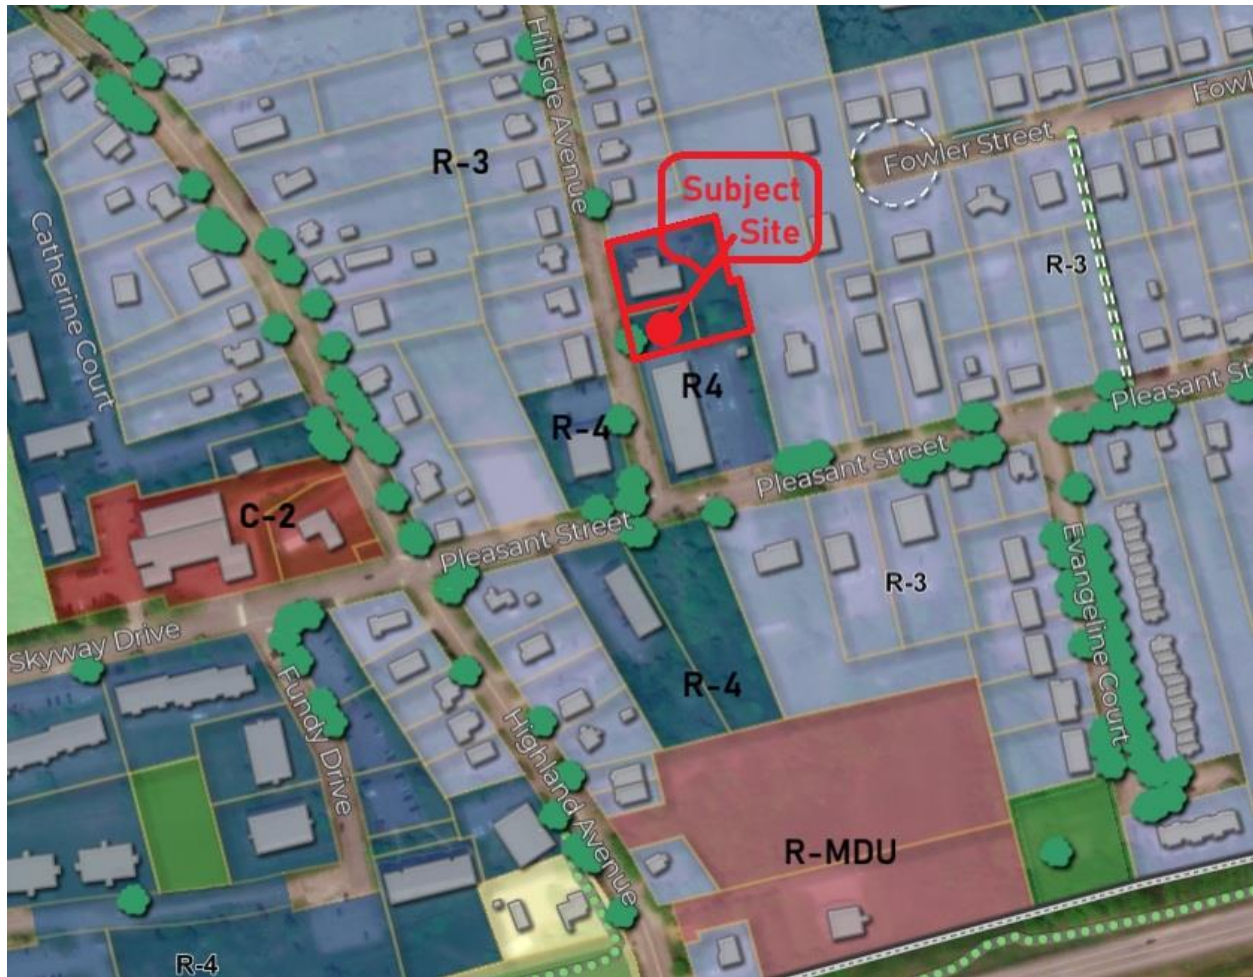 Hillside Avenue
Fowl
Fowler Street
R-3
Subject
Site
Catherine Court
R-3
R4
R-4
Pleasant St
Pleasant Street
C-2
Pleasant Street
R-3
Evangeline Court
Skyway Drive
Fundy Drive
R-4
Highland Avenue
R-MDU
R-4